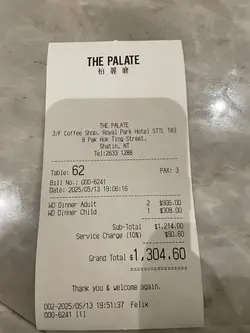 THE PALATE
柏麗廳
THE PALATE
3/F Coffee Shop, Royal Park Hotel STTL 183
8 Pak Hok Ting Street,
Shatin, NT
Tel:2633 1288
Table: 62 PAX: 3
Bill No.: 000-6241
Date: 2025/05/13 19:06:16
WD Dinner Adult 2 $906.00
WD Dinner Child 1 $308.00
Sub-Total $1,214.00
Service Charge (10%) $90.60
Grand Total $1,304.60
Thank you & welcome again.
002-2025/05/13 19:51:37 Felix
000-6241 [1]